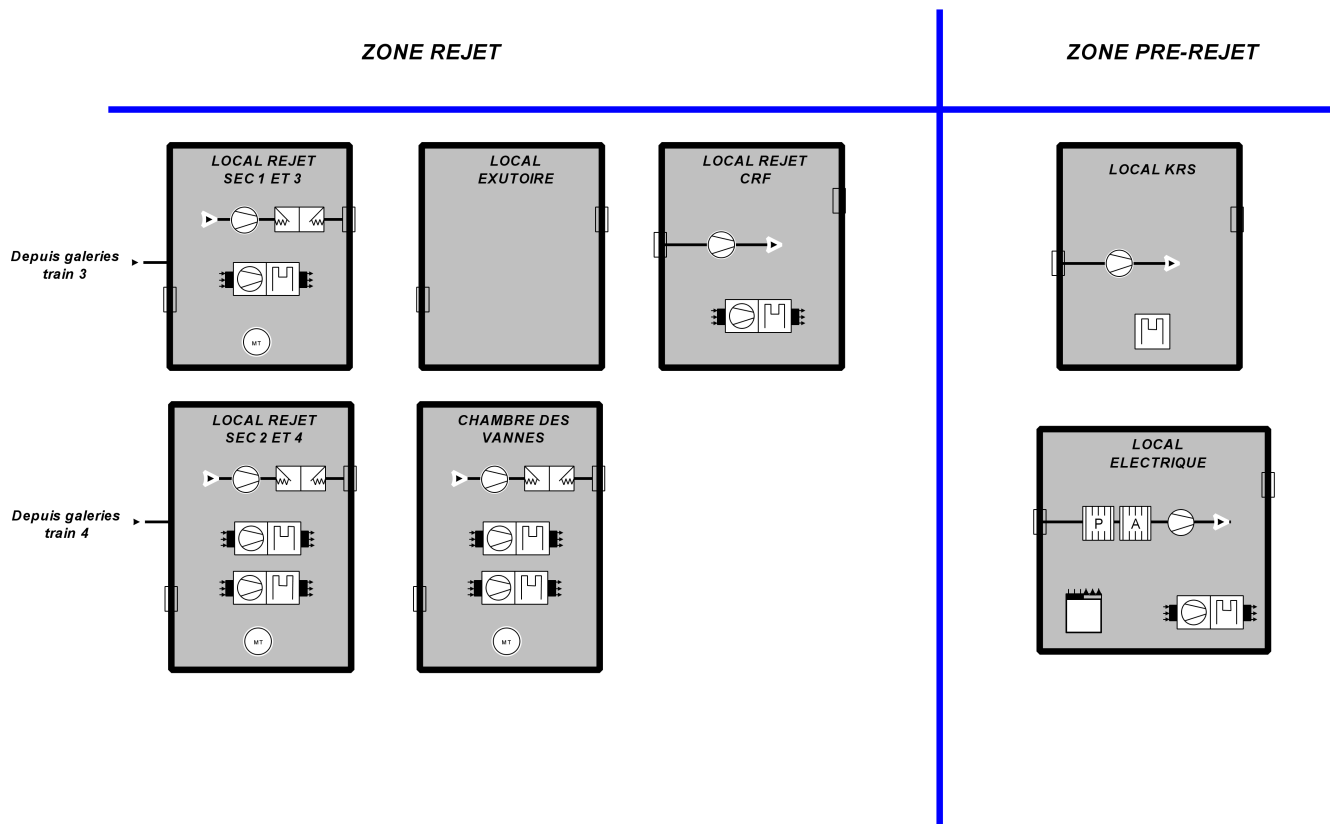 ZONE REJET
ZONE PRE-REJET
LOCAL REJET
SEC 1 ET 3
LOCAL
EXUTOIRE
LOCAL REJET
CRF
LOCAL KRS
Depuis galeries
train 3
MT
LOCAL REJET
SEC 2 ET 4
CHAMBRE DES
VANNES
LOCAL
ELECTRIQUE
Depuis galeries
train 4
P
A
MT
MT